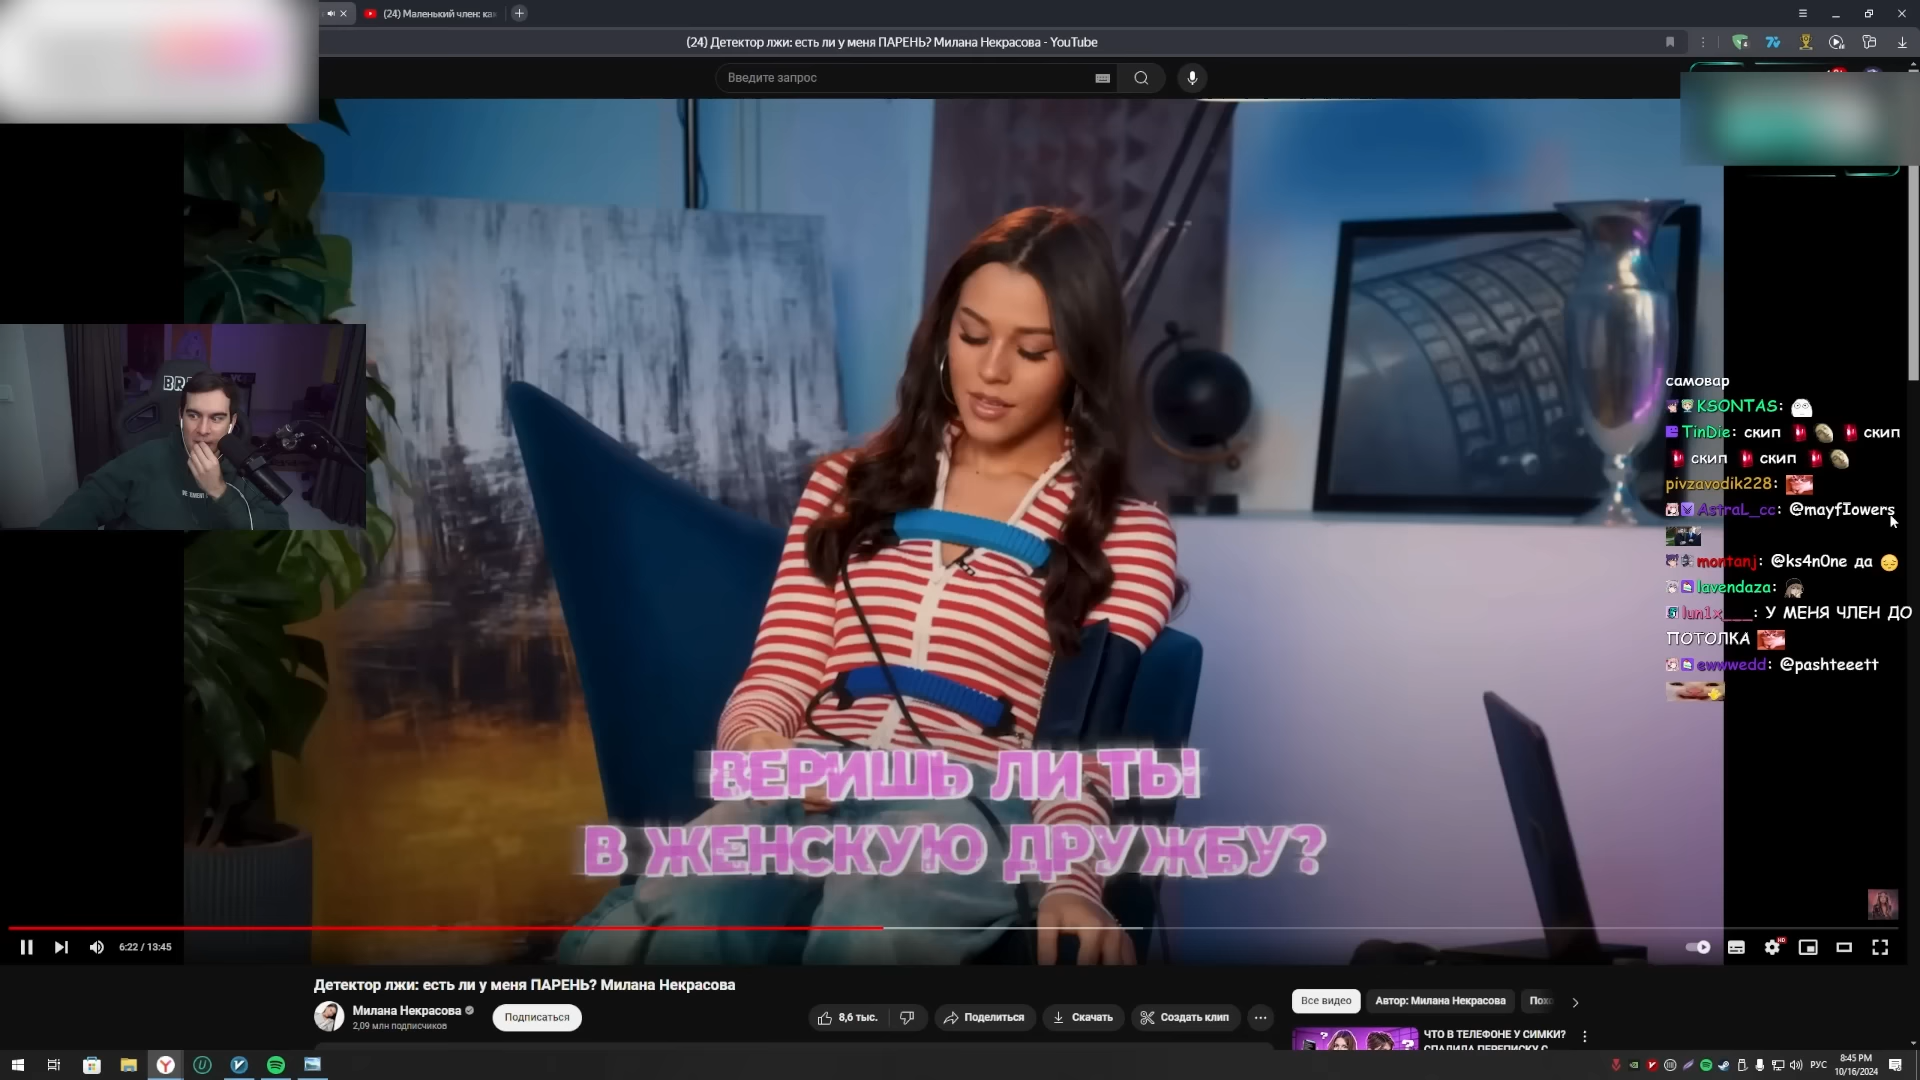 (24) Маленький член: ка
(24) Детектор лжи: есть ли у меня ПАРЕНЬ? Милана Некрасова - YouTube
Введите запрос
самовар
KSONTAS:
TinDie: скип скип
скип скип
pivzavodik228:
AstraL_cc: @mayfIowers
montanj: @ks4n0ne да
lavendaza:
lun1x___: У МЕНЯ ЧЛЕН ДО
ПОТОЛКА
ewwwedd: @pashteeett
ВЕРИШЬ ЛИ ТЫ
В ЖЕНСКУЮ ДРУЖБУ?
6:22 / 13:45
Детектор лжи: есть ли у меня ПАРЕНЬ? Милана Некрасова
Милана Некрасова
2,09 млн подписчиков
Подписаться
8,6 тыс.
Поделиться
Скачать
Создать клип
Все видео
Автор: Милана Некрасова
Пох
ЧТО В ТЕЛЕФОНЕ У СИМКИ?
СПАЛИЛА ПЕРЕПИСКУ С
РУС
8:45 PM
10/16/2024